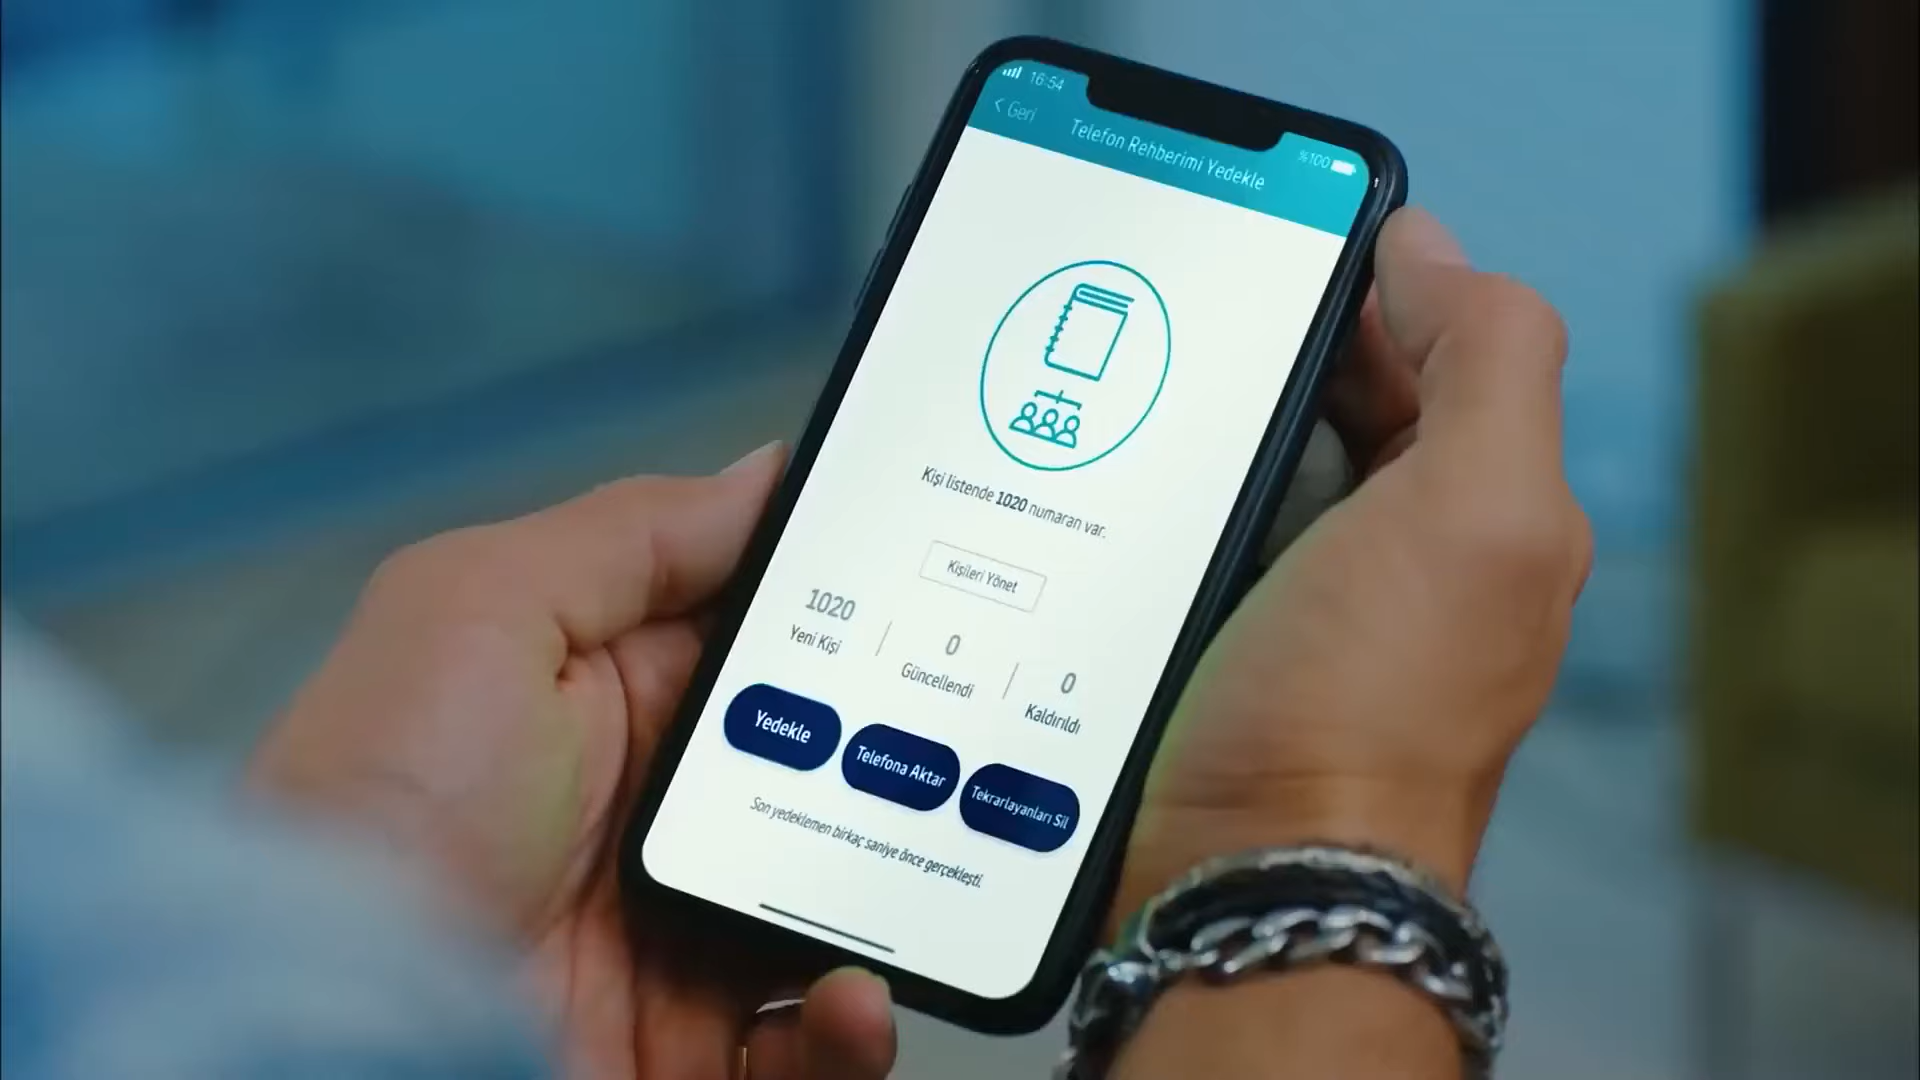 16:54
%100
< Geri
Telefon Rehberimi Yedekle
Kişi listende 1020 numaran var.
Kişileri Yönet
1020
Yeni Kişi
0
Güncellendi
0
Kaldırıldı
Yedekle
Telefona Aktar
Tekrarlayanları Sil
Son yedeklemen birkaç saniye önce gerçekleşti.